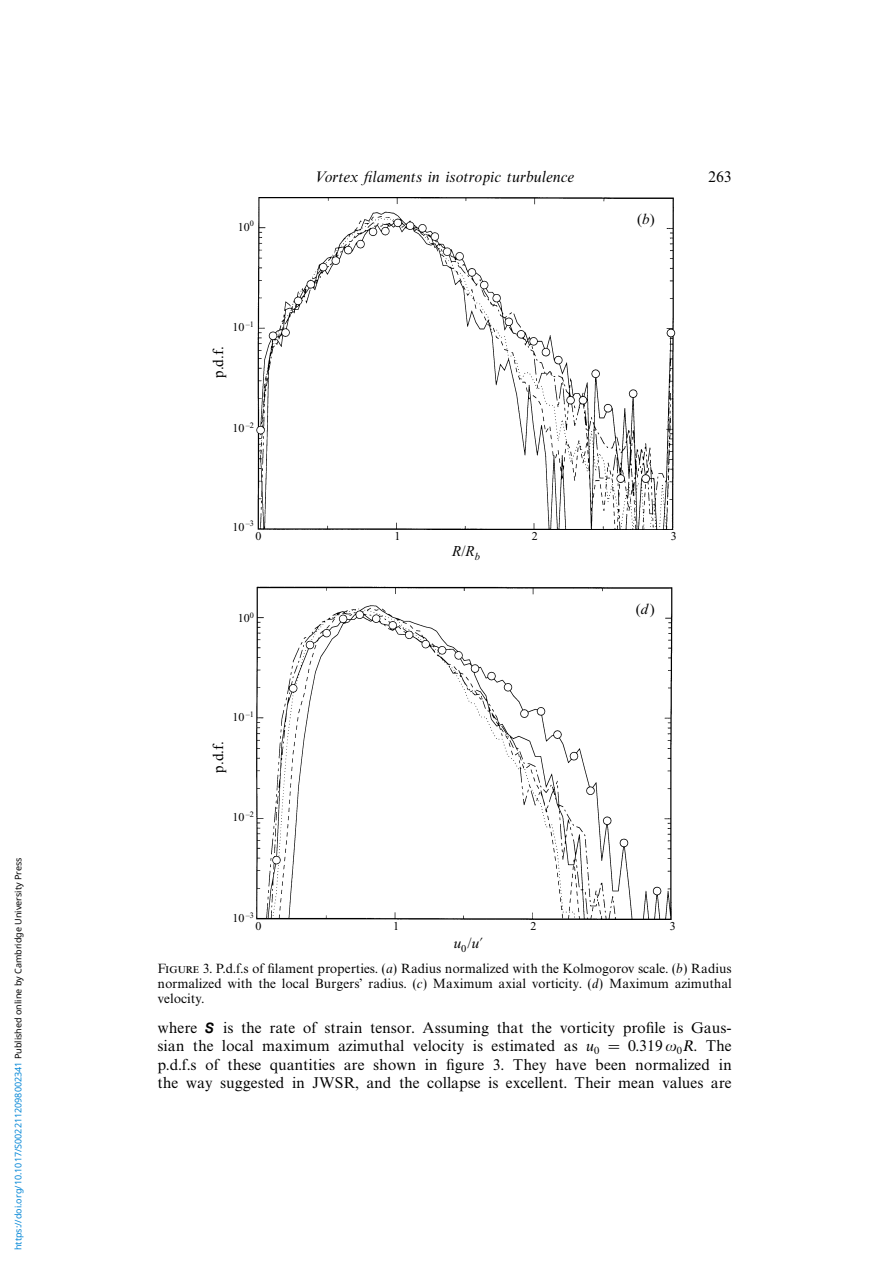 Vortex filaments in isotropic turbulence 263
(b)
10⁰
10⁻¹
10⁻²
10⁻³
p.d.f.
0 1 2 3
R/R_b
(d)
10⁰
10⁻¹
10⁻²
10⁻³
p.d.f.
0 1 2 3
u₀/u′
Figure 3. P.d.f.s of filament properties. (a) Radius normalized with the Kolmogorov scale. (b) Radius
normalized with the local Burgers' radius. (c) Maximum axial vorticity. (d) Maximum azimuthal
velocity.
where S is the rate of strain tensor. Assuming that the vorticity profile is Gaus-
sian the local maximum azimuthal velocity is estimated as u₀ = 0.319 ω₀R. The
p.d.f.s of these quantities are shown in figure 3. They have been normalized in
the way suggested in JWSR, and the collapse is excellent. Their mean values are
https://doi.org/10.1017/S0022112098002341 Published online by Cambridge University Press